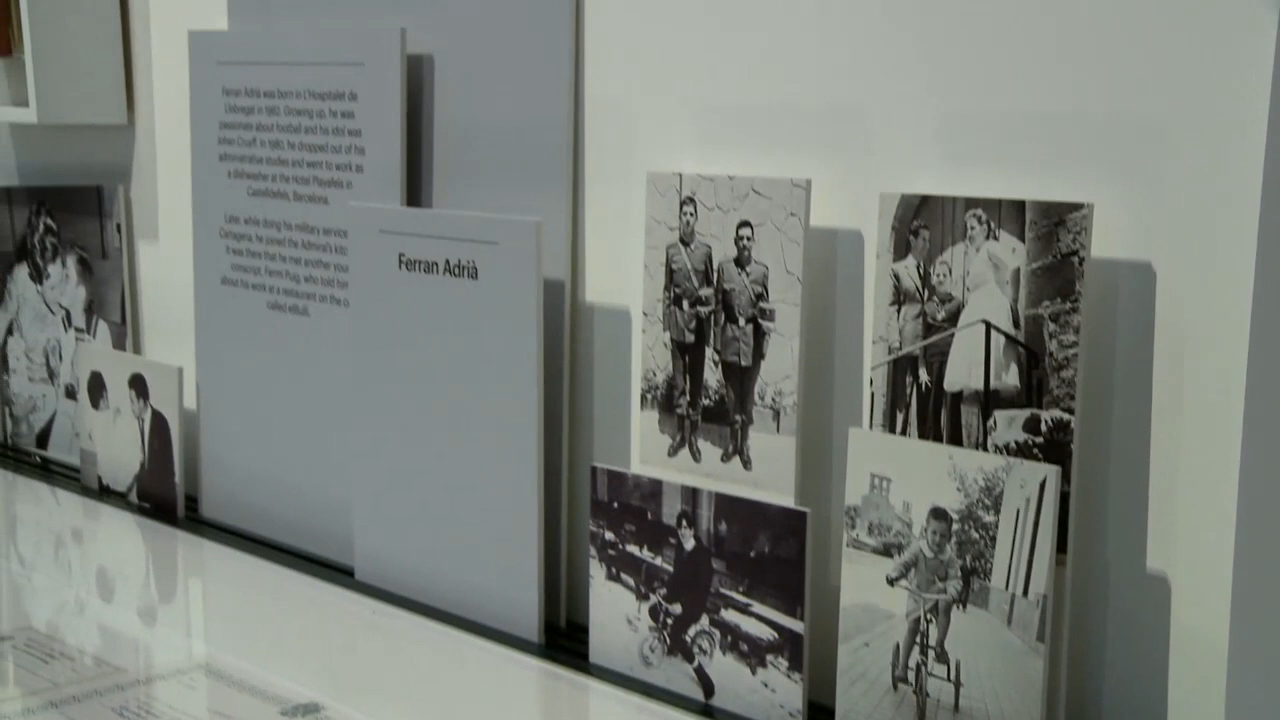 Ferran Adrià was born in L'Hospitalet de
Llobregat in 1962. Growing up, he was
passionate about football and his idol was
Johan Cruyff. In 1980, he dropped out of his
administrative studies and went to work as
a dishwasher at the Hotel Playafels in
Castelldefels, Barcelona.
Later, while doing his military service
Cartagena, he joined the Admiral's kitc
It was there that he met another your
conscript, Fermí Puig, who told him
about his work at a restaurant on the c
called elBulli.
Ferran Adrià